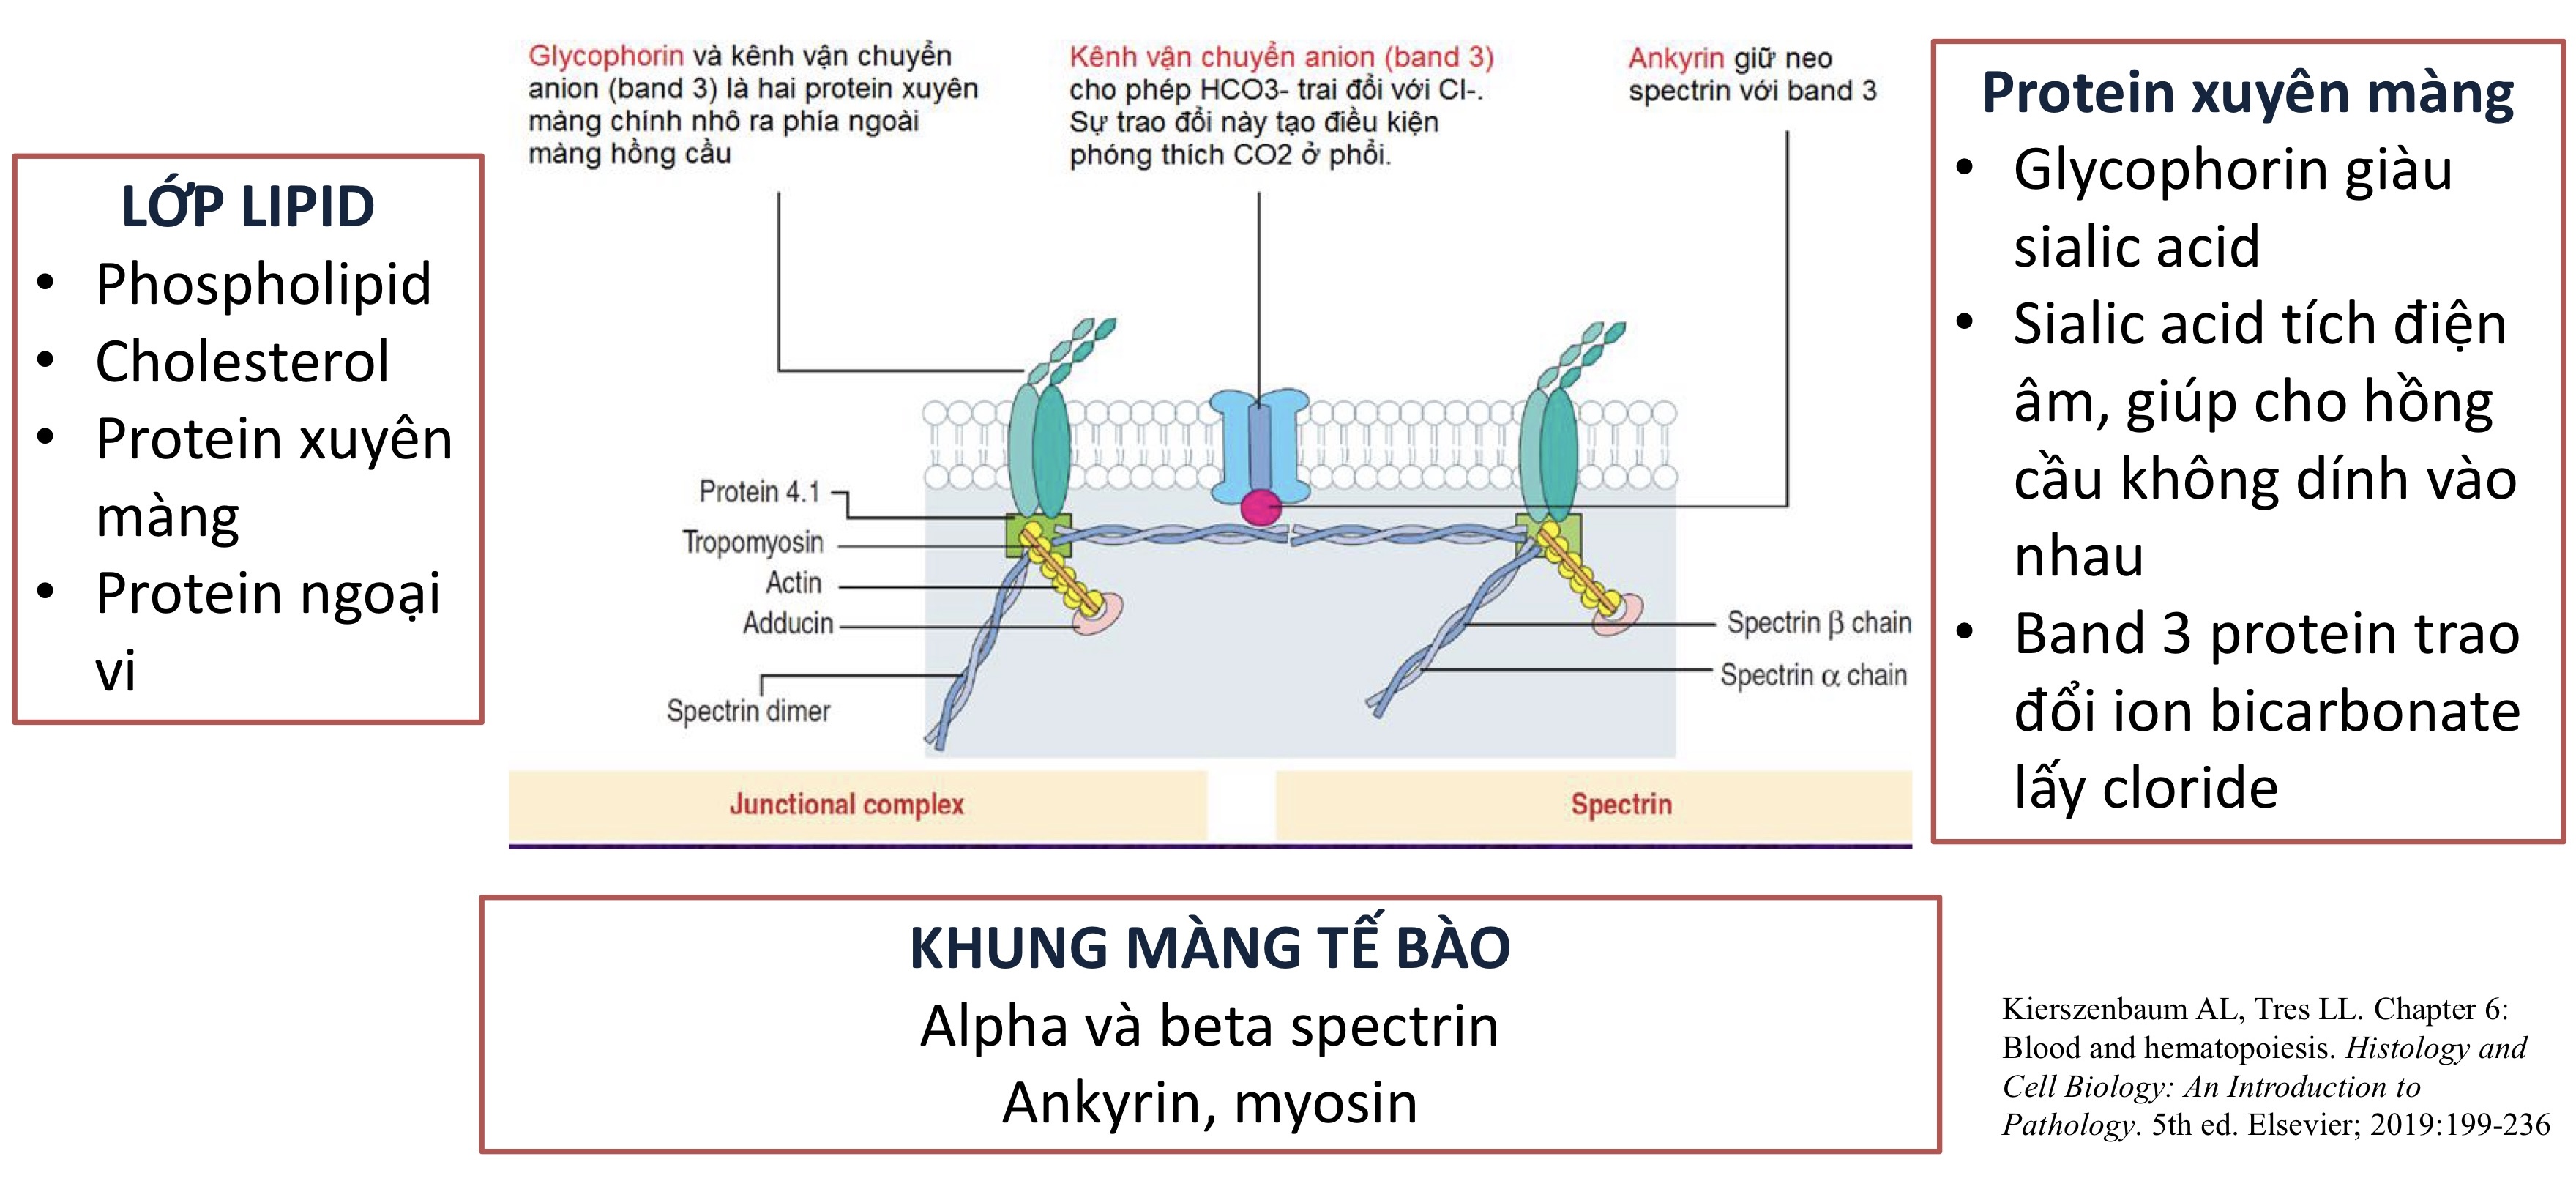 Glycophorin và kênh vận chuyển
anion (band 3) là hai protein xuyên
màng chính nhô ra phía ngoài
màng hồng cầu
Kênh vận chuyển anion (band 3)
cho phép HCO3- trai đổi với Cl-.
Sự trao đổi này tạo điều kiện
phóng thích CO2 ở phổi.
Ankyrin giữ neo
spectrin với band 3
LỚP LIPID
• Phospholipid
• Cholesterol
• Protein xuyên
màng
• Protein ngoại
vi
Protein 4.1
Tropomyosin
Actin
Adducin
Spectrin dimer
Spectrin β chain
Spectrin α chain
Junctional complex
Spectrin
Protein xuyên màng
• Glycophorin giàu
sialic acid
• Sialic acid tích điện
âm, giúp cho hồng
cầu không dính vào
nhau
• Band 3 protein trao
đổi ion bicarbonate
lấy cloride
KHUNG MÀNG TẾ BÀO
Alpha và beta spectrin
Ankyrin, myosin
Kierszenbaum AL, Tres LL. Chapter 6:
Blood and hematopoiesis. Histology and
Cell Biology: An Introduction to
Pathology. 5th ed. Elsevier; 2019:199-236